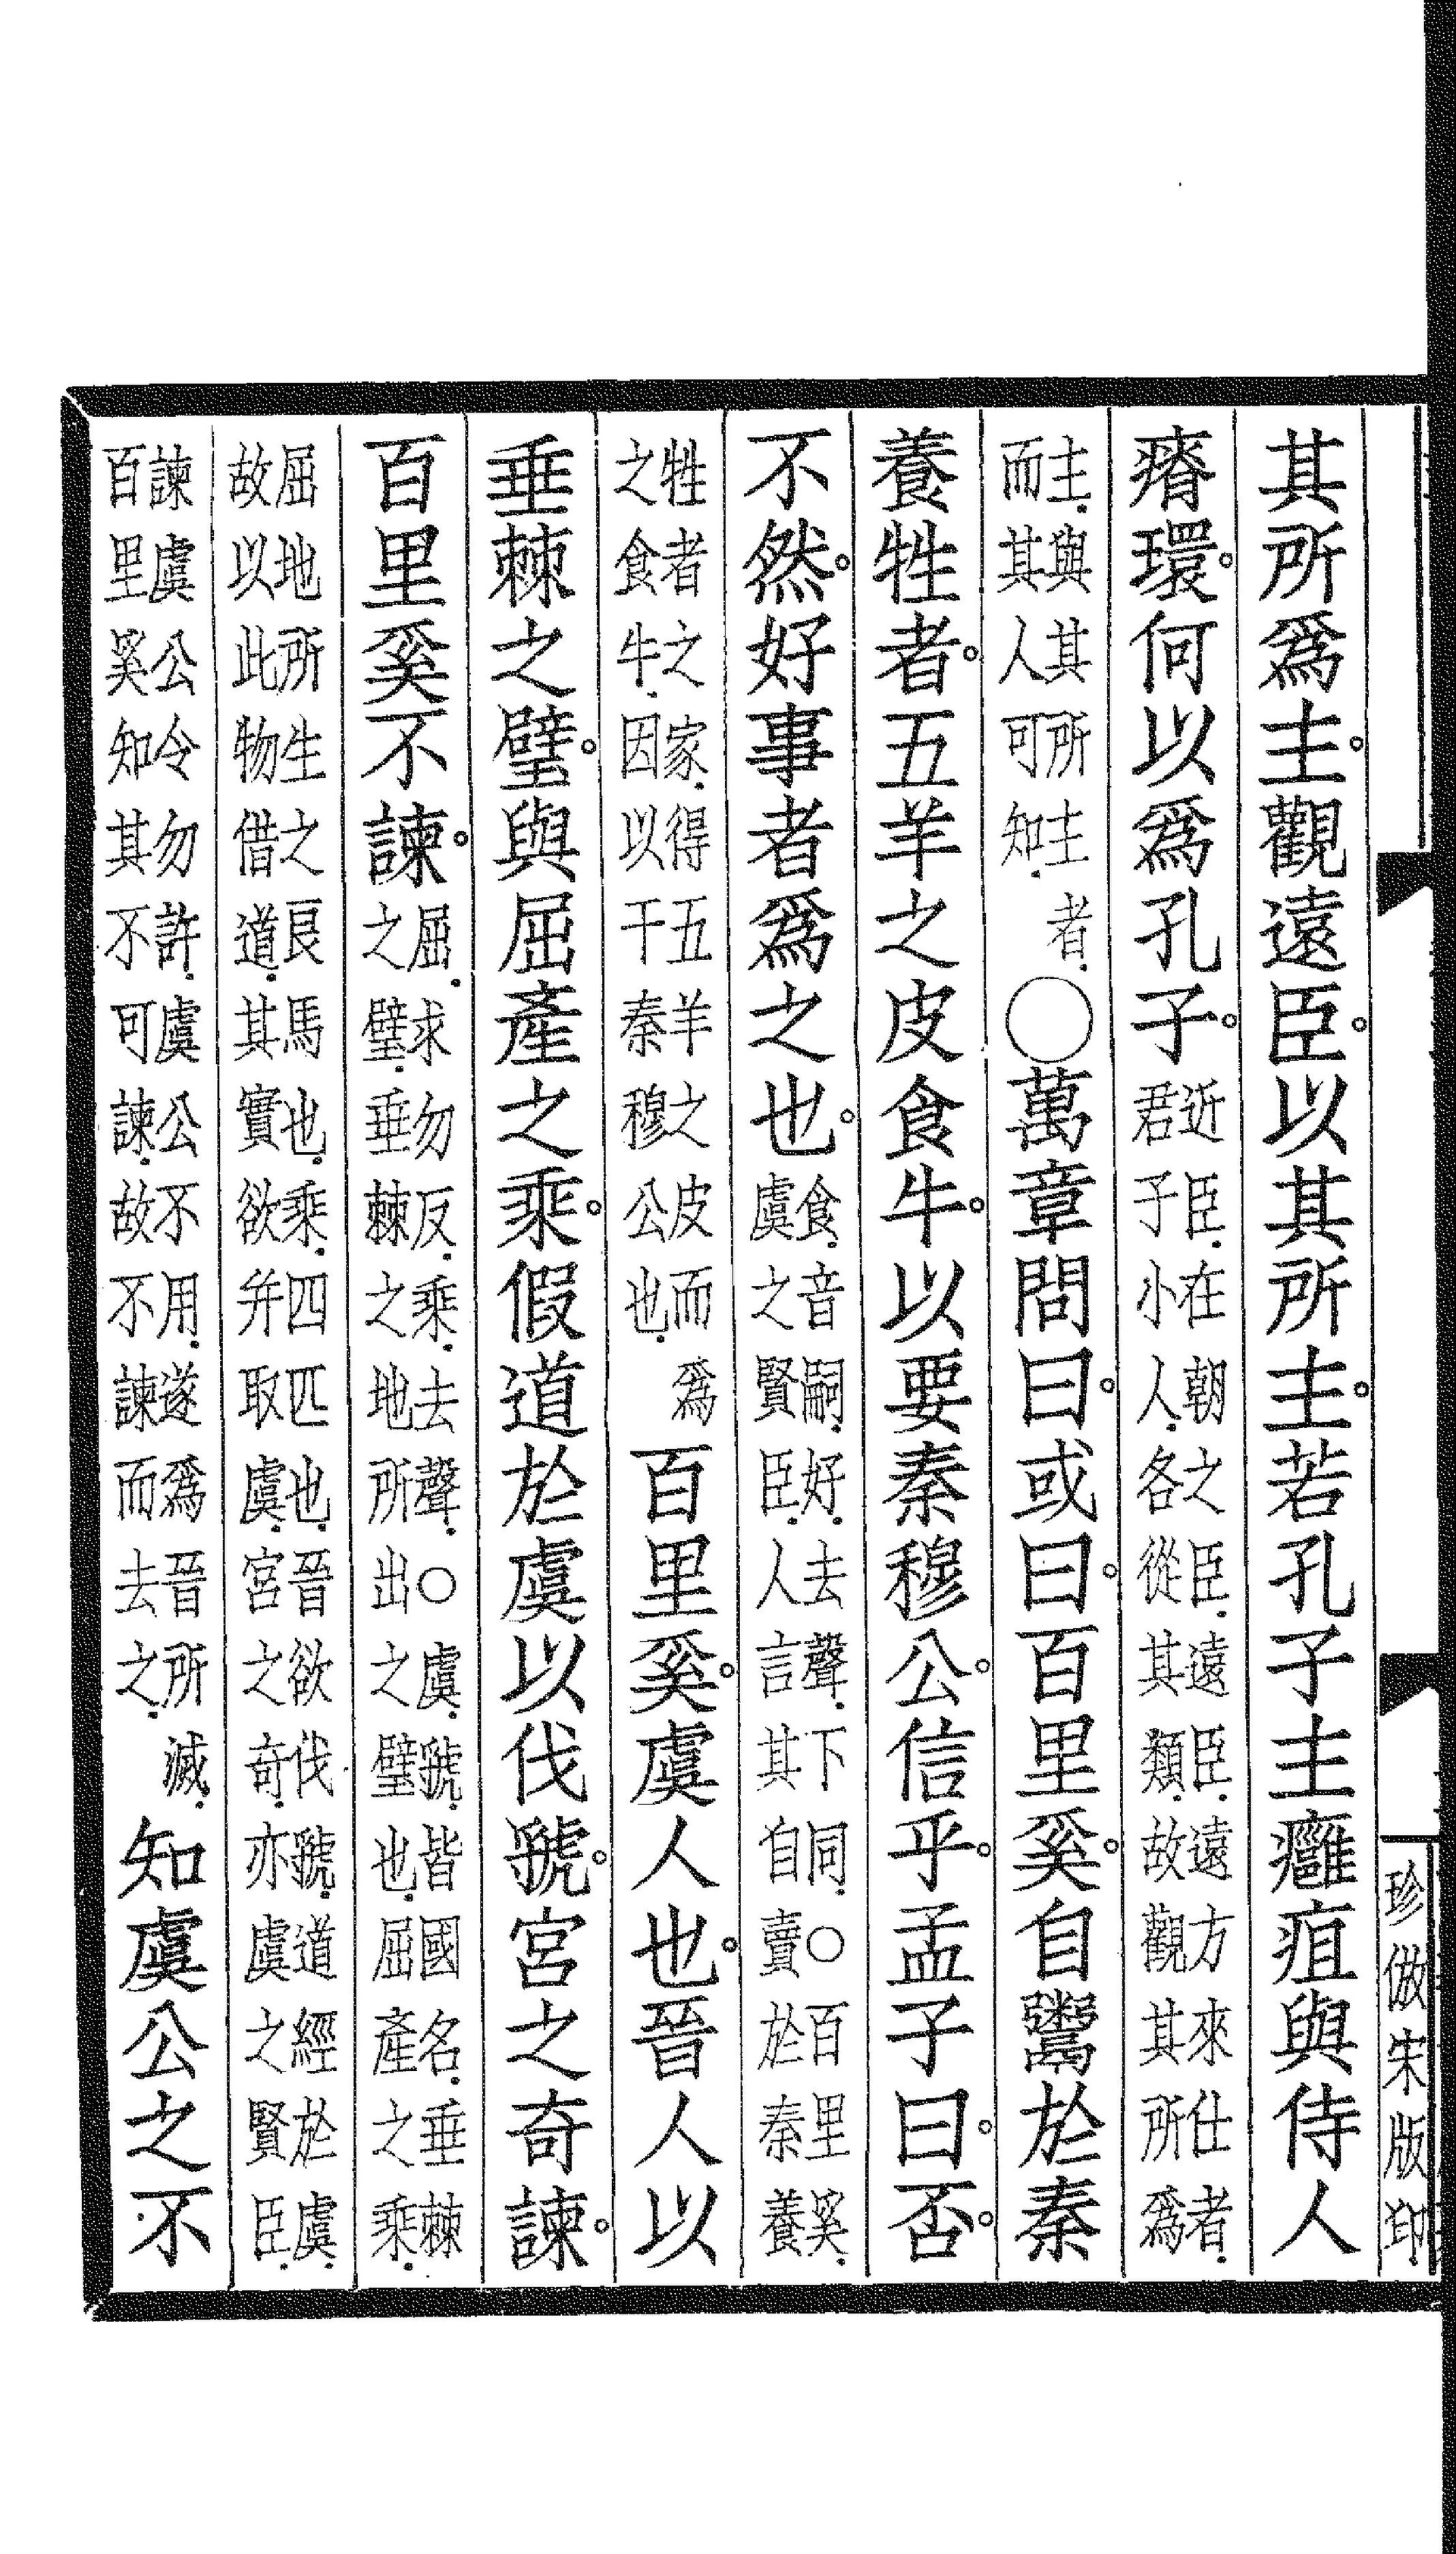 珍倣宋版印
其所爲主。觀遠臣。以其所主。若孔子主癰疽與侍人
瘠環。何以爲孔子。
近臣.在朝之臣.遠臣.遠方來仕者.
君子小人.各從其類.故觀其所爲
主.與其所主者.
而其人可知.
○萬章問曰。或曰。百里奚。自鬻於秦
養牲者。五羊之皮食牛。以要秦穆公。信乎。孟子曰。否。
不然。好事者爲之也。
食.音嗣.好.去聲.下同.○百里奚.
虞之賢臣.人言其自賣於秦養
牲者之家.得五羊之皮而爲
之食牛.因以干秦穆公也.
百里奚。虞人也。晉人以
垂棘之璧。與屈產之乘。假道於虞以伐虢。宮之奇諫。
百里奚不諫。
屈.求勿反.乘.去聲.○虞.虢.皆國名.垂棘
之璧.垂棘之地所出之璧也.屈產之乘.
屈地所生之良馬也.乘.四匹也.晉欲伐虢.道經於虞.
故以此物借道.其實欲并取虞.宮之奇.亦虞之賢臣.
諫虞公令勿許.虞公不用.遂爲晉所滅.
百里奚知其不可諫.故不諫而去之.
知虞公之不